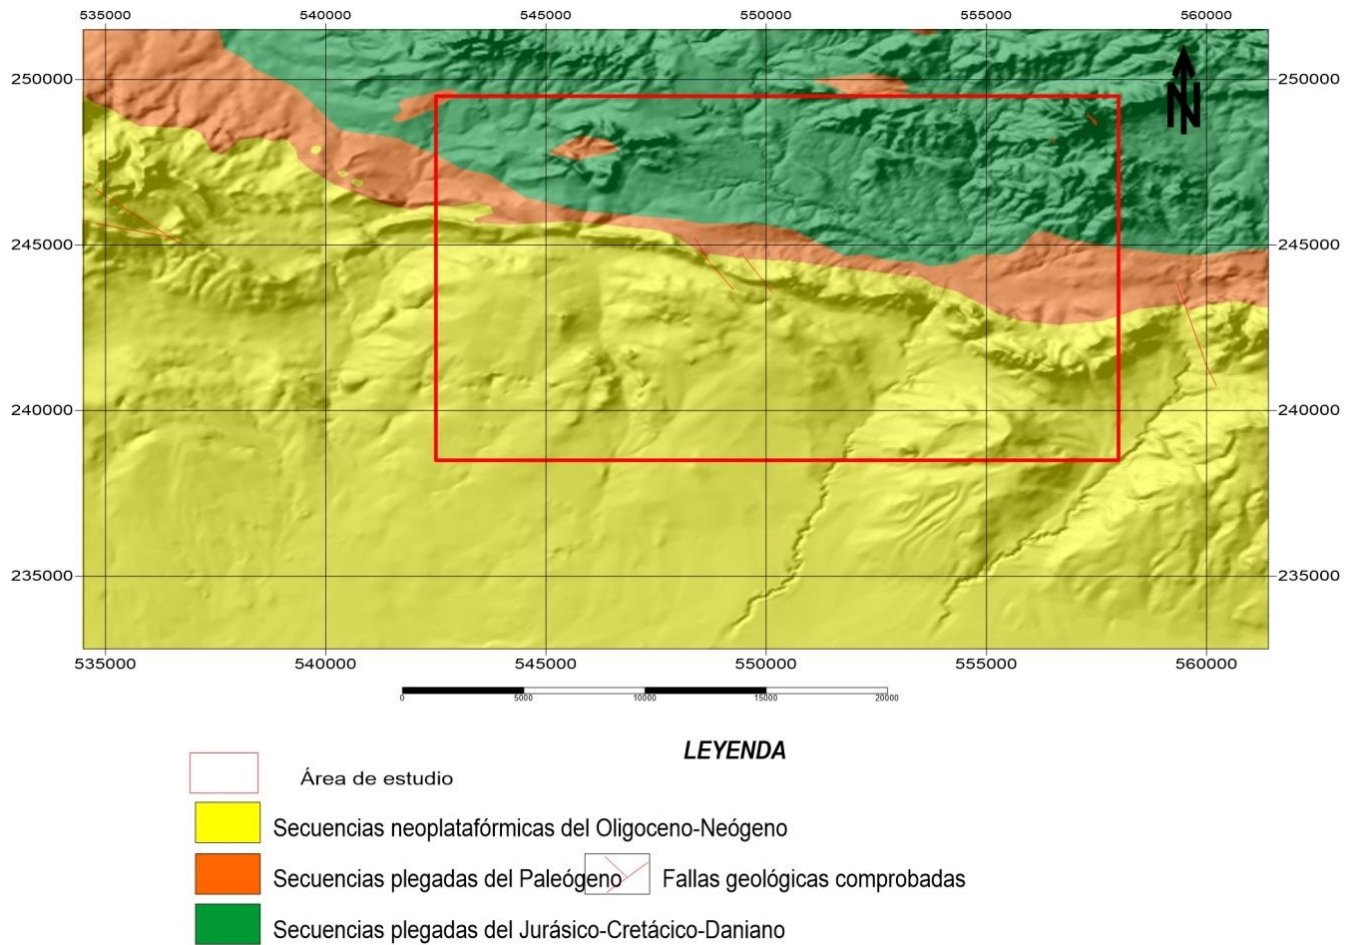 535000 540000 545000 550000 555000 560000
250000 250000
N
245000 245000
240000 240000
235000 235000
535000 540000 545000 550000 555000 560000
0 5000 10000 15000 20000
LEYENDA
Área de estudio
Secuencias neoplatafórmicas del Oligoceno-Neógeno
Secuencias plegadas del Paleógeno Fallas geológicas comprobadas
Secuencias plegadas del Jurásico-Cretácico-Daniano